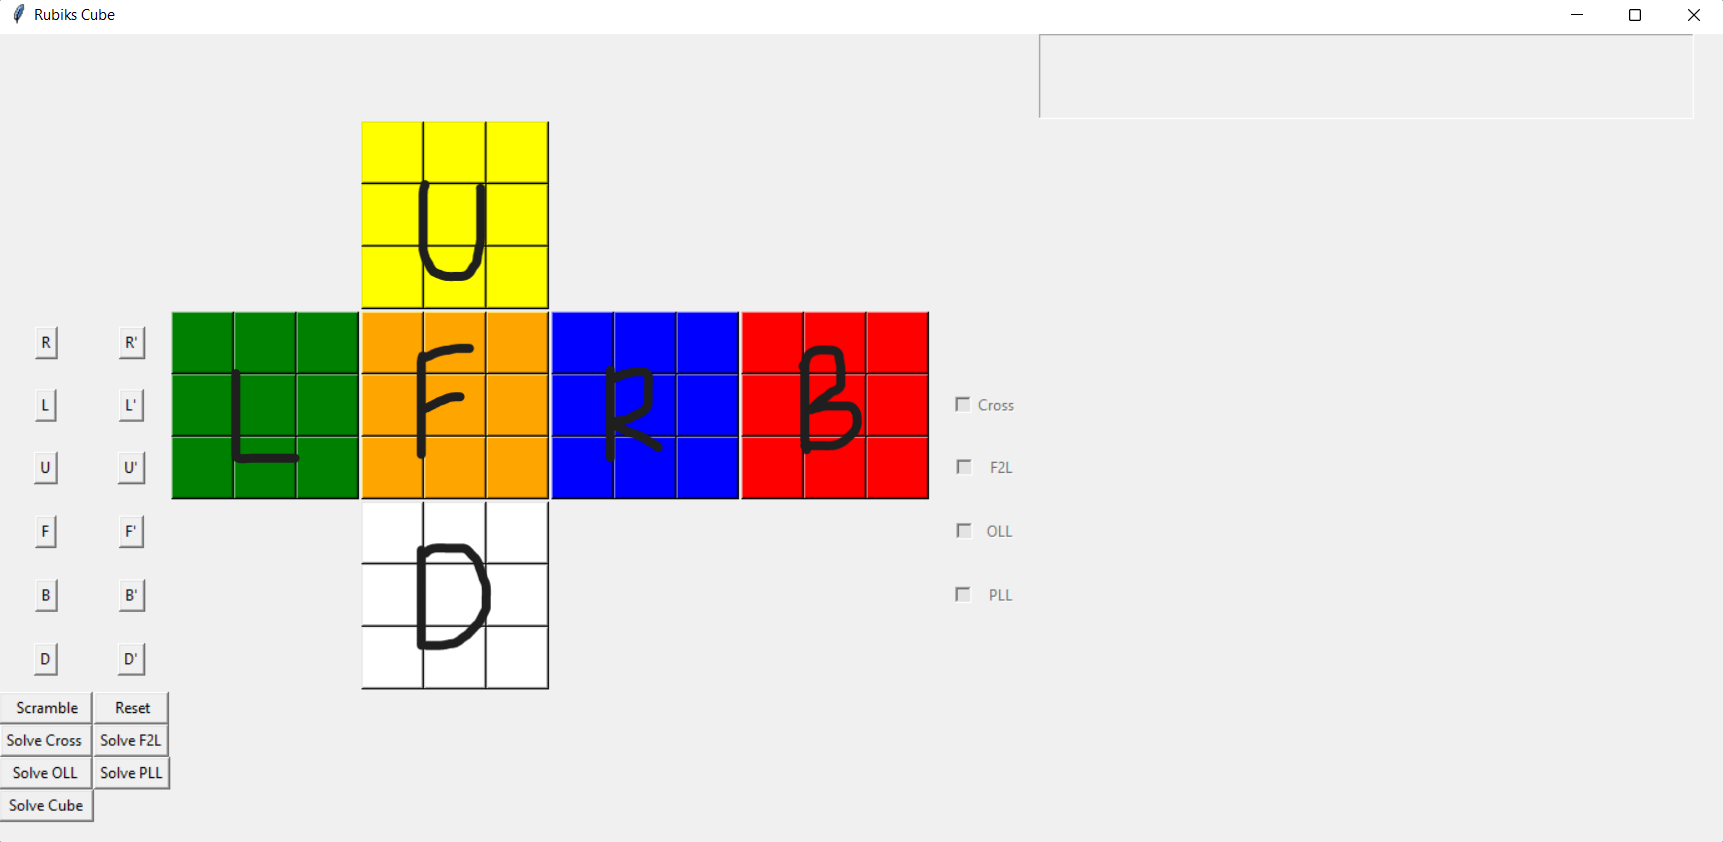 Rubiks Cube
U
R R'
L F R B
L L'
Cross
U U'
F2L
F F'
OLL
D
B B'
PLL
D D'
Scramble Reset
Solve Cross Solve F2L
Solve OLL Solve PLL
Solve Cube